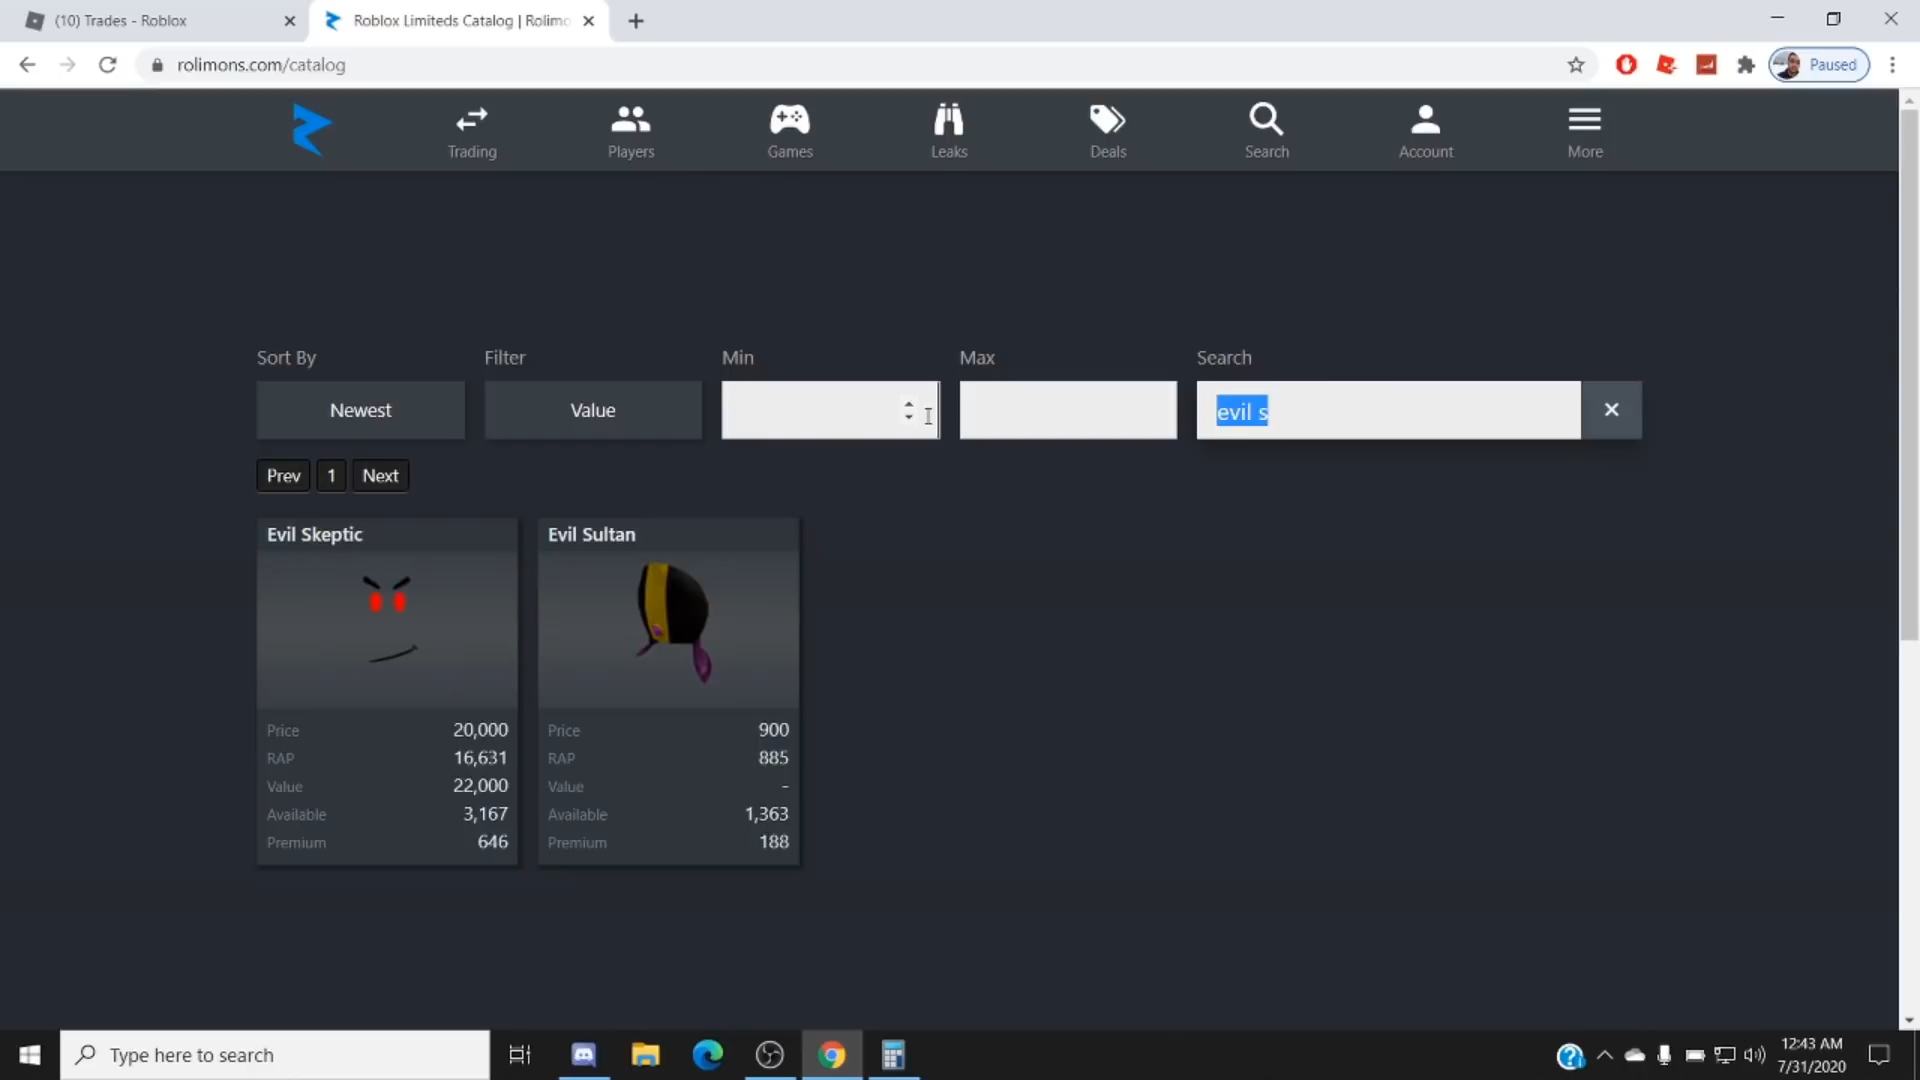 (10) Trades - Roblox
Roblox Limiteds Catalog | Rolimo
rolimons.com/catalog
Paused
Trading
Players
Games
Leaks
Deals
Search
Account
More
Sort By
Filter
Min
Max
Search
Newest
Value
evil s
Prev
1
Next
Evil Skeptic
Price 20,000
RAP 16,631
Value 22,000
Available 3,167
Premium 646
Evil Sultan
Price 900
RAP 885
Value -
Available 1,363
Premium 188
Type here to search
12:43 AM
7/31/2020